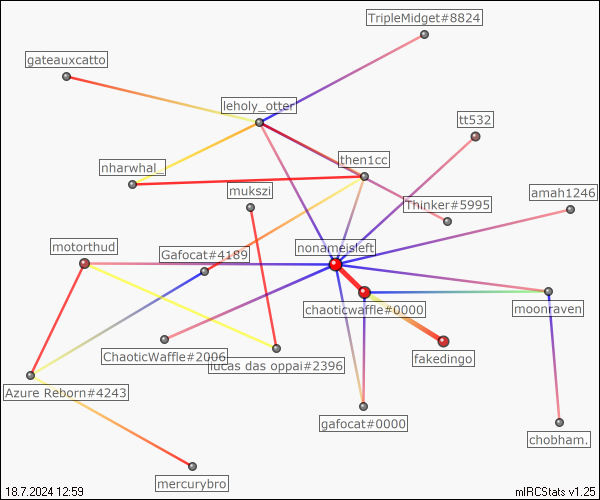 TripleMidget#8824
gateauxcatto
leholy_otter
tt532
then1cc
nharwhal_
mukszi
amah1246
Thinker#5995
motorthud
Gafocat#4189
nonameisleft
chaoticwaffle#0000
moonraven
ChaoticWaffle#2006
lucas das oppai#2396
fakedingo
Azure Reborn#4243
gafocat#0000
chobham.
mercurybro
18.7.2024 12:59
mIRCStats v1.25